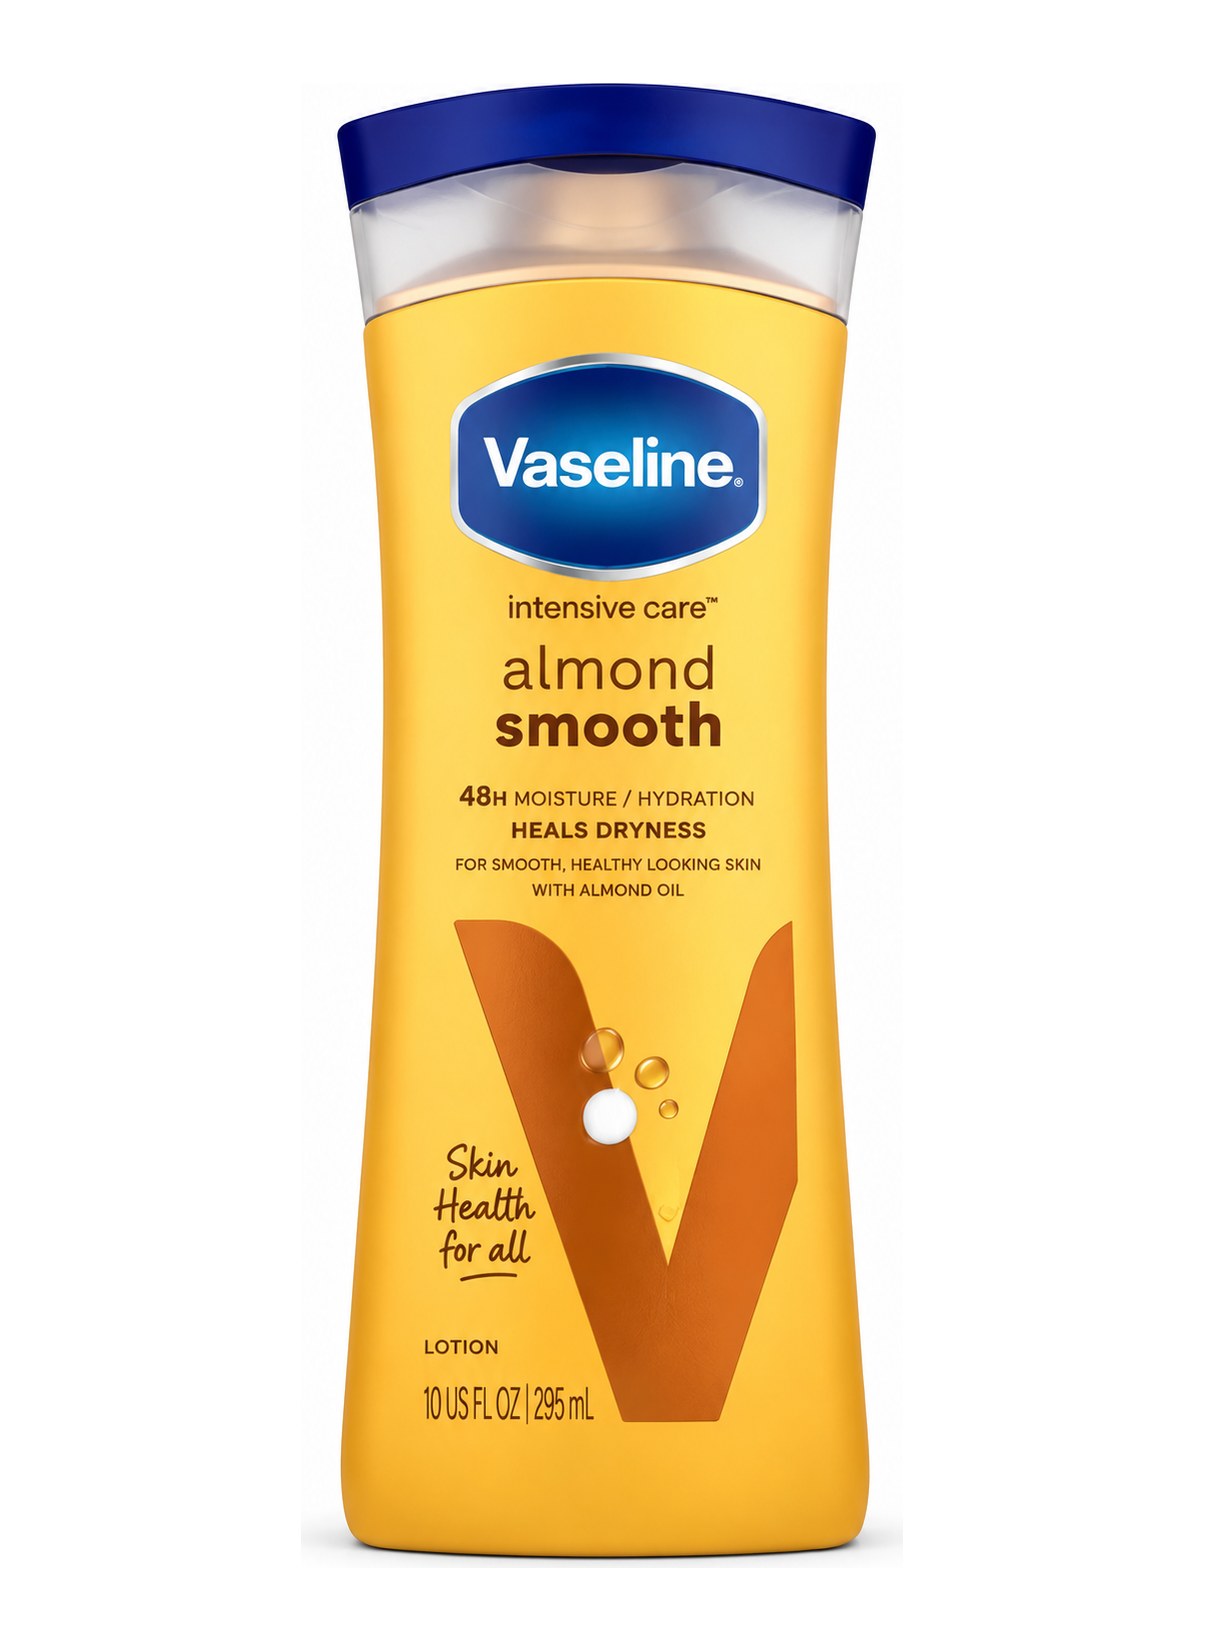 Vaseline®
intensive care™
almond
smooth
48H MOISTURE / HYDRATION
HEALS DRYNESS
FOR SMOOTH, HEALTHY LOOKING SKIN
WITH ALMOND OIL
Skin
Health
for all
LOTION
10 US FL OZ | 295 mL